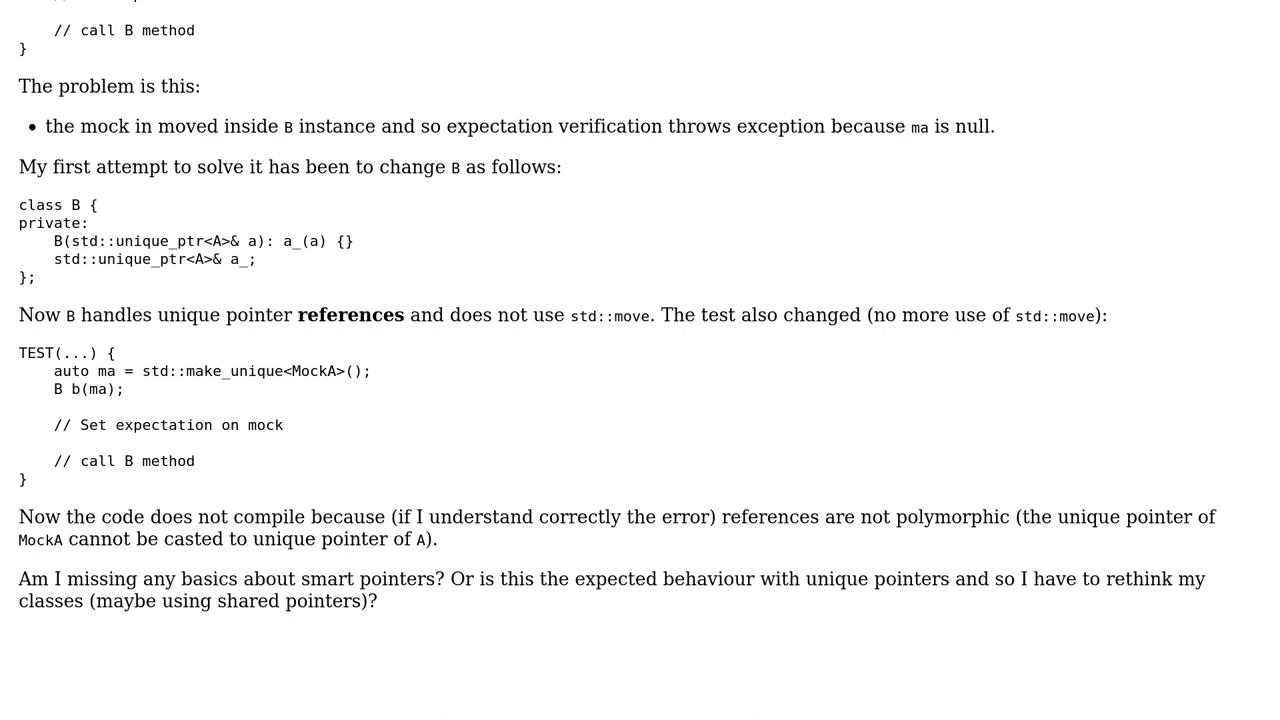 // call B method
}
The problem is this:
• the mock in moved inside B instance and so expectation verification throws exception because ma is null.
My first attempt to solve it has been to change B as follows:
class B {
private:
    B(std::unique_ptr<A>& a): a_(a) {}
    std::unique_ptr<A>& a_;
};
Now B handles unique pointer references and does not use std::move. The test also changed (no more use of std::move):
TEST(...) {
    auto ma = std::make_unique<MockA>();
    B b(ma);
    // Set expectation on mock
    // call B method
}
Now the code does not compile because (if I understand correctly the error) references are not polymorphic (the unique pointer of
MockA cannot be casted to unique pointer of A).
Am I missing any basics about smart pointers? Or is this the expected behaviour with unique pointers and so I have to rethink my
classes (maybe using shared pointers)?